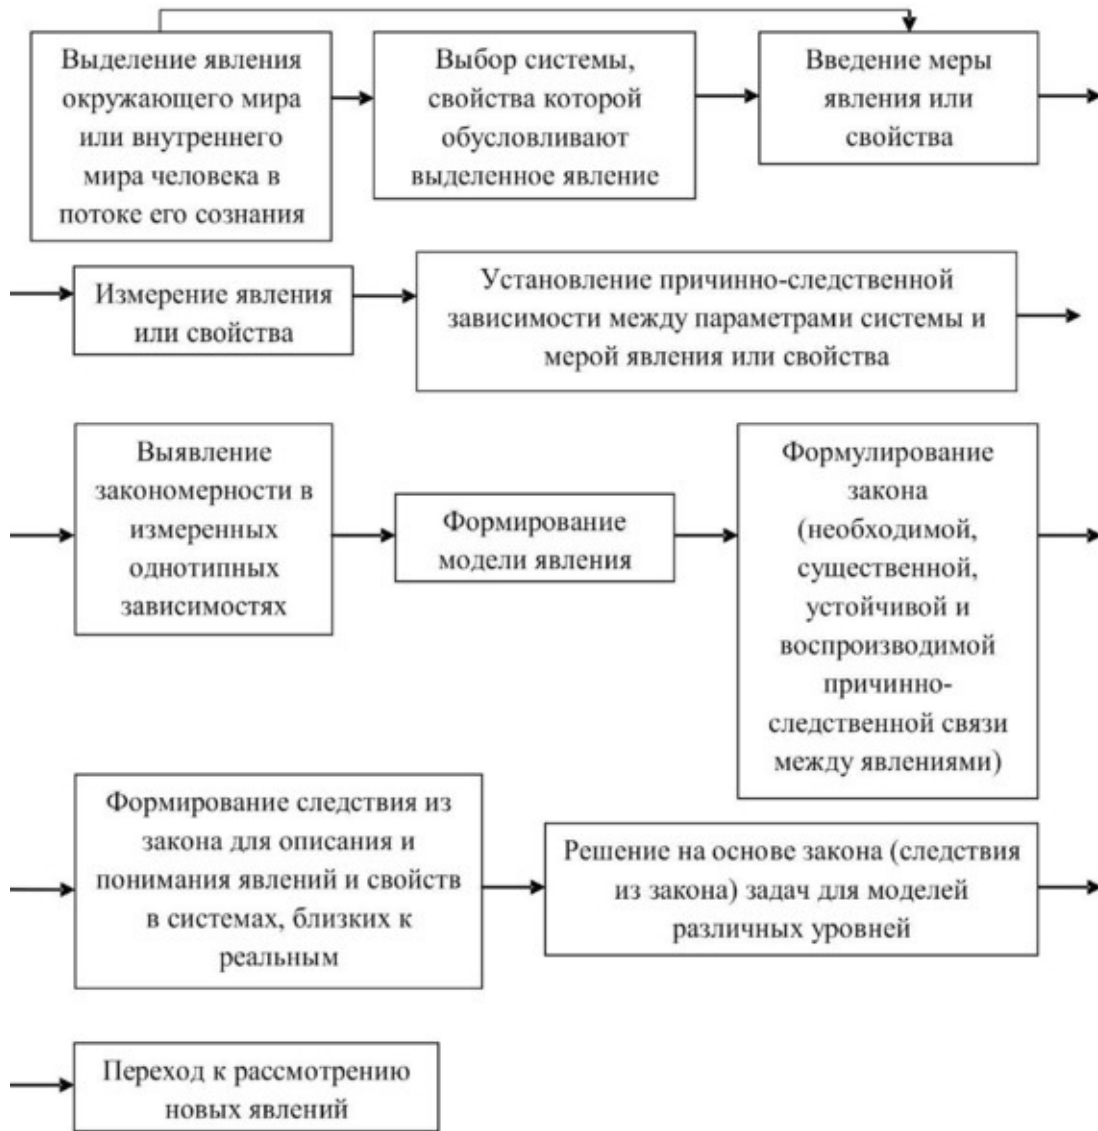 Выделение явления
окружающего мира
или внутреннего
мира человека в
потоке его сознания
Выбор системы,
свойства которой
обусловливают
выделенное явление
Введение меры
явления или
свойства
Измерение явления
или свойства
Установление причинно-следственной
зависимости между параметрами системы и
мерой явления или свойства
Выявление
закономерности в
измеренных
однотипных
зависимостях
Формирование
модели явления
Формулирование
закона
(необходимой,
существенной,
устойчивой и
воспроизводимой
причинно-
следственной связи
между явлениями)
Формирование следствия из
закона для описания и
понимания явлений и свойств
в системах, близких к
реальным
Решение на основе закона (следствия
из закона) задач для моделей
различных уровней
Переход к рассмотрению
новых явлений